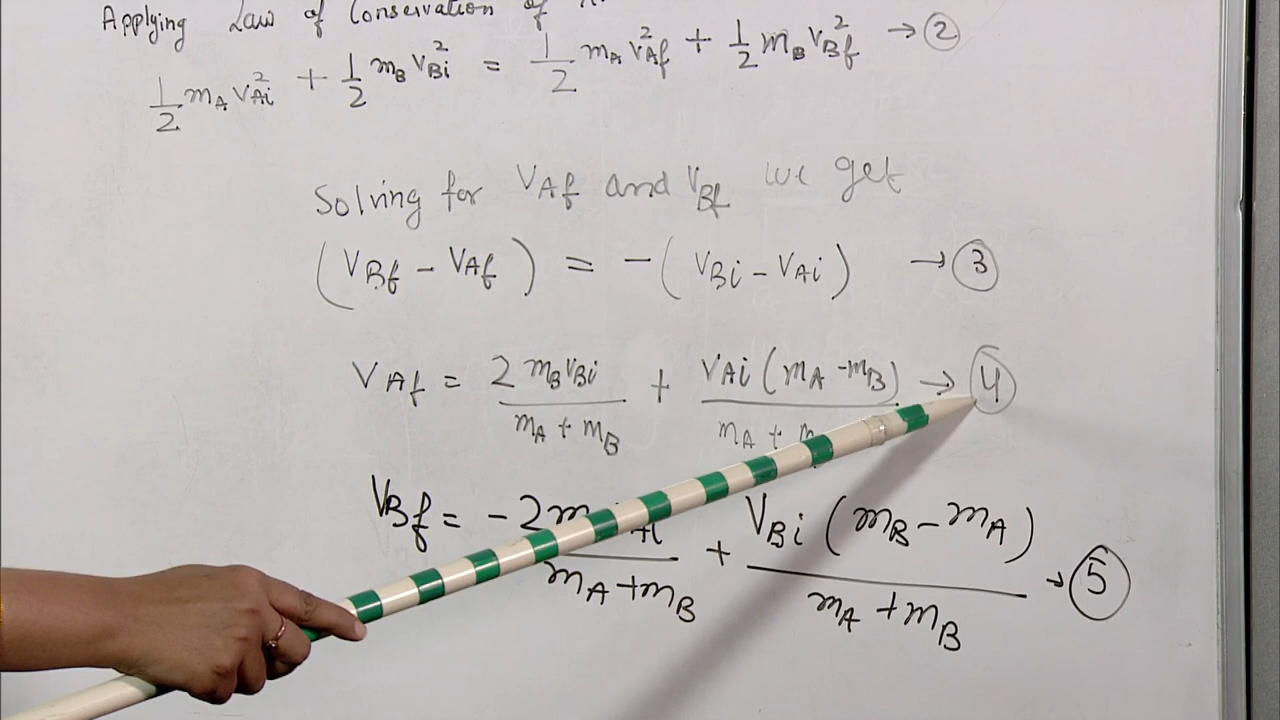 Applying Law of Conservation of
1/2 mA vAi² + 1/2 mB vBi² = 1/2 mA vAf² + 1/2 mB vBf² → ②
Solving for VAf and VBf we get
(VBf - VAf) = -(VBi - VAi) → ③
VAf = 2 mB vBi / mA + mB + VAi (mA - mB) / mA + m → ④
VBf = -2m / mA + mB + VBi (mB - mA) / mA + mB → ⑤